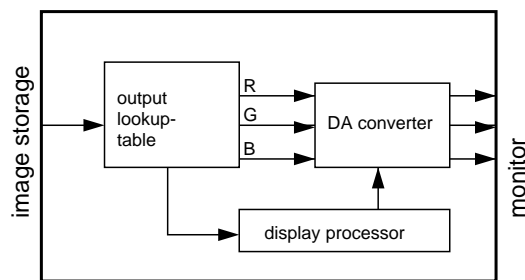 image storage
output
lookup-
table
R
G
B
DA converter
display processor
monitor